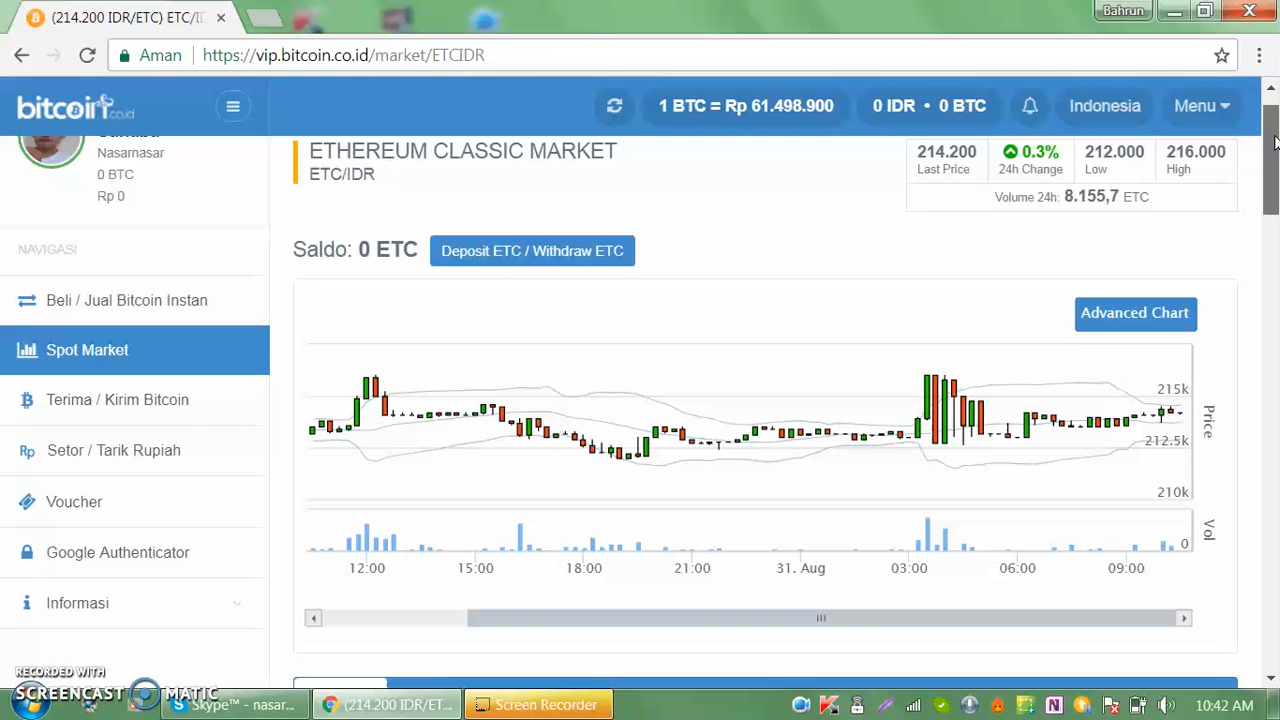 (214.200 IDR/ETC) ETC/ID
Bahrun
Aman
https://vip.bitcoin.co.id/market/ETCIDR
bitcoin.co.id
1 BTC = Rp 61.498.900
0 IDR • 0 BTC
Indonesia
Menu
Nasarnasar
0 BTC
Rp 0
NAVIGASI
Beli / Jual Bitcoin Instan
Spot Market
Terima / Kirim Bitcoin
Rp Setor / Tarik Rupiah
Voucher
Google Authenticator
Informasi
ETHEREUM CLASSIC MARKET
ETC/IDR
214.200 0.3% 212.000 216.000
Last Price 24h Change Low High
Volume 24h: 8.155,7 ETC
Saldo: 0 ETC
Deposit ETC / Withdraw ETC
Advanced Chart
215k
212.5k
210k
Price
0
Vol
12:00 15:00 18:00 21:00 31. Aug 03:00 06:00 09:00
RECORDED WITH
SCREENCAST MATIC
Skype™ - nasar...
(214.200 IDR/ET...
Screen Recorder
10:42 AM